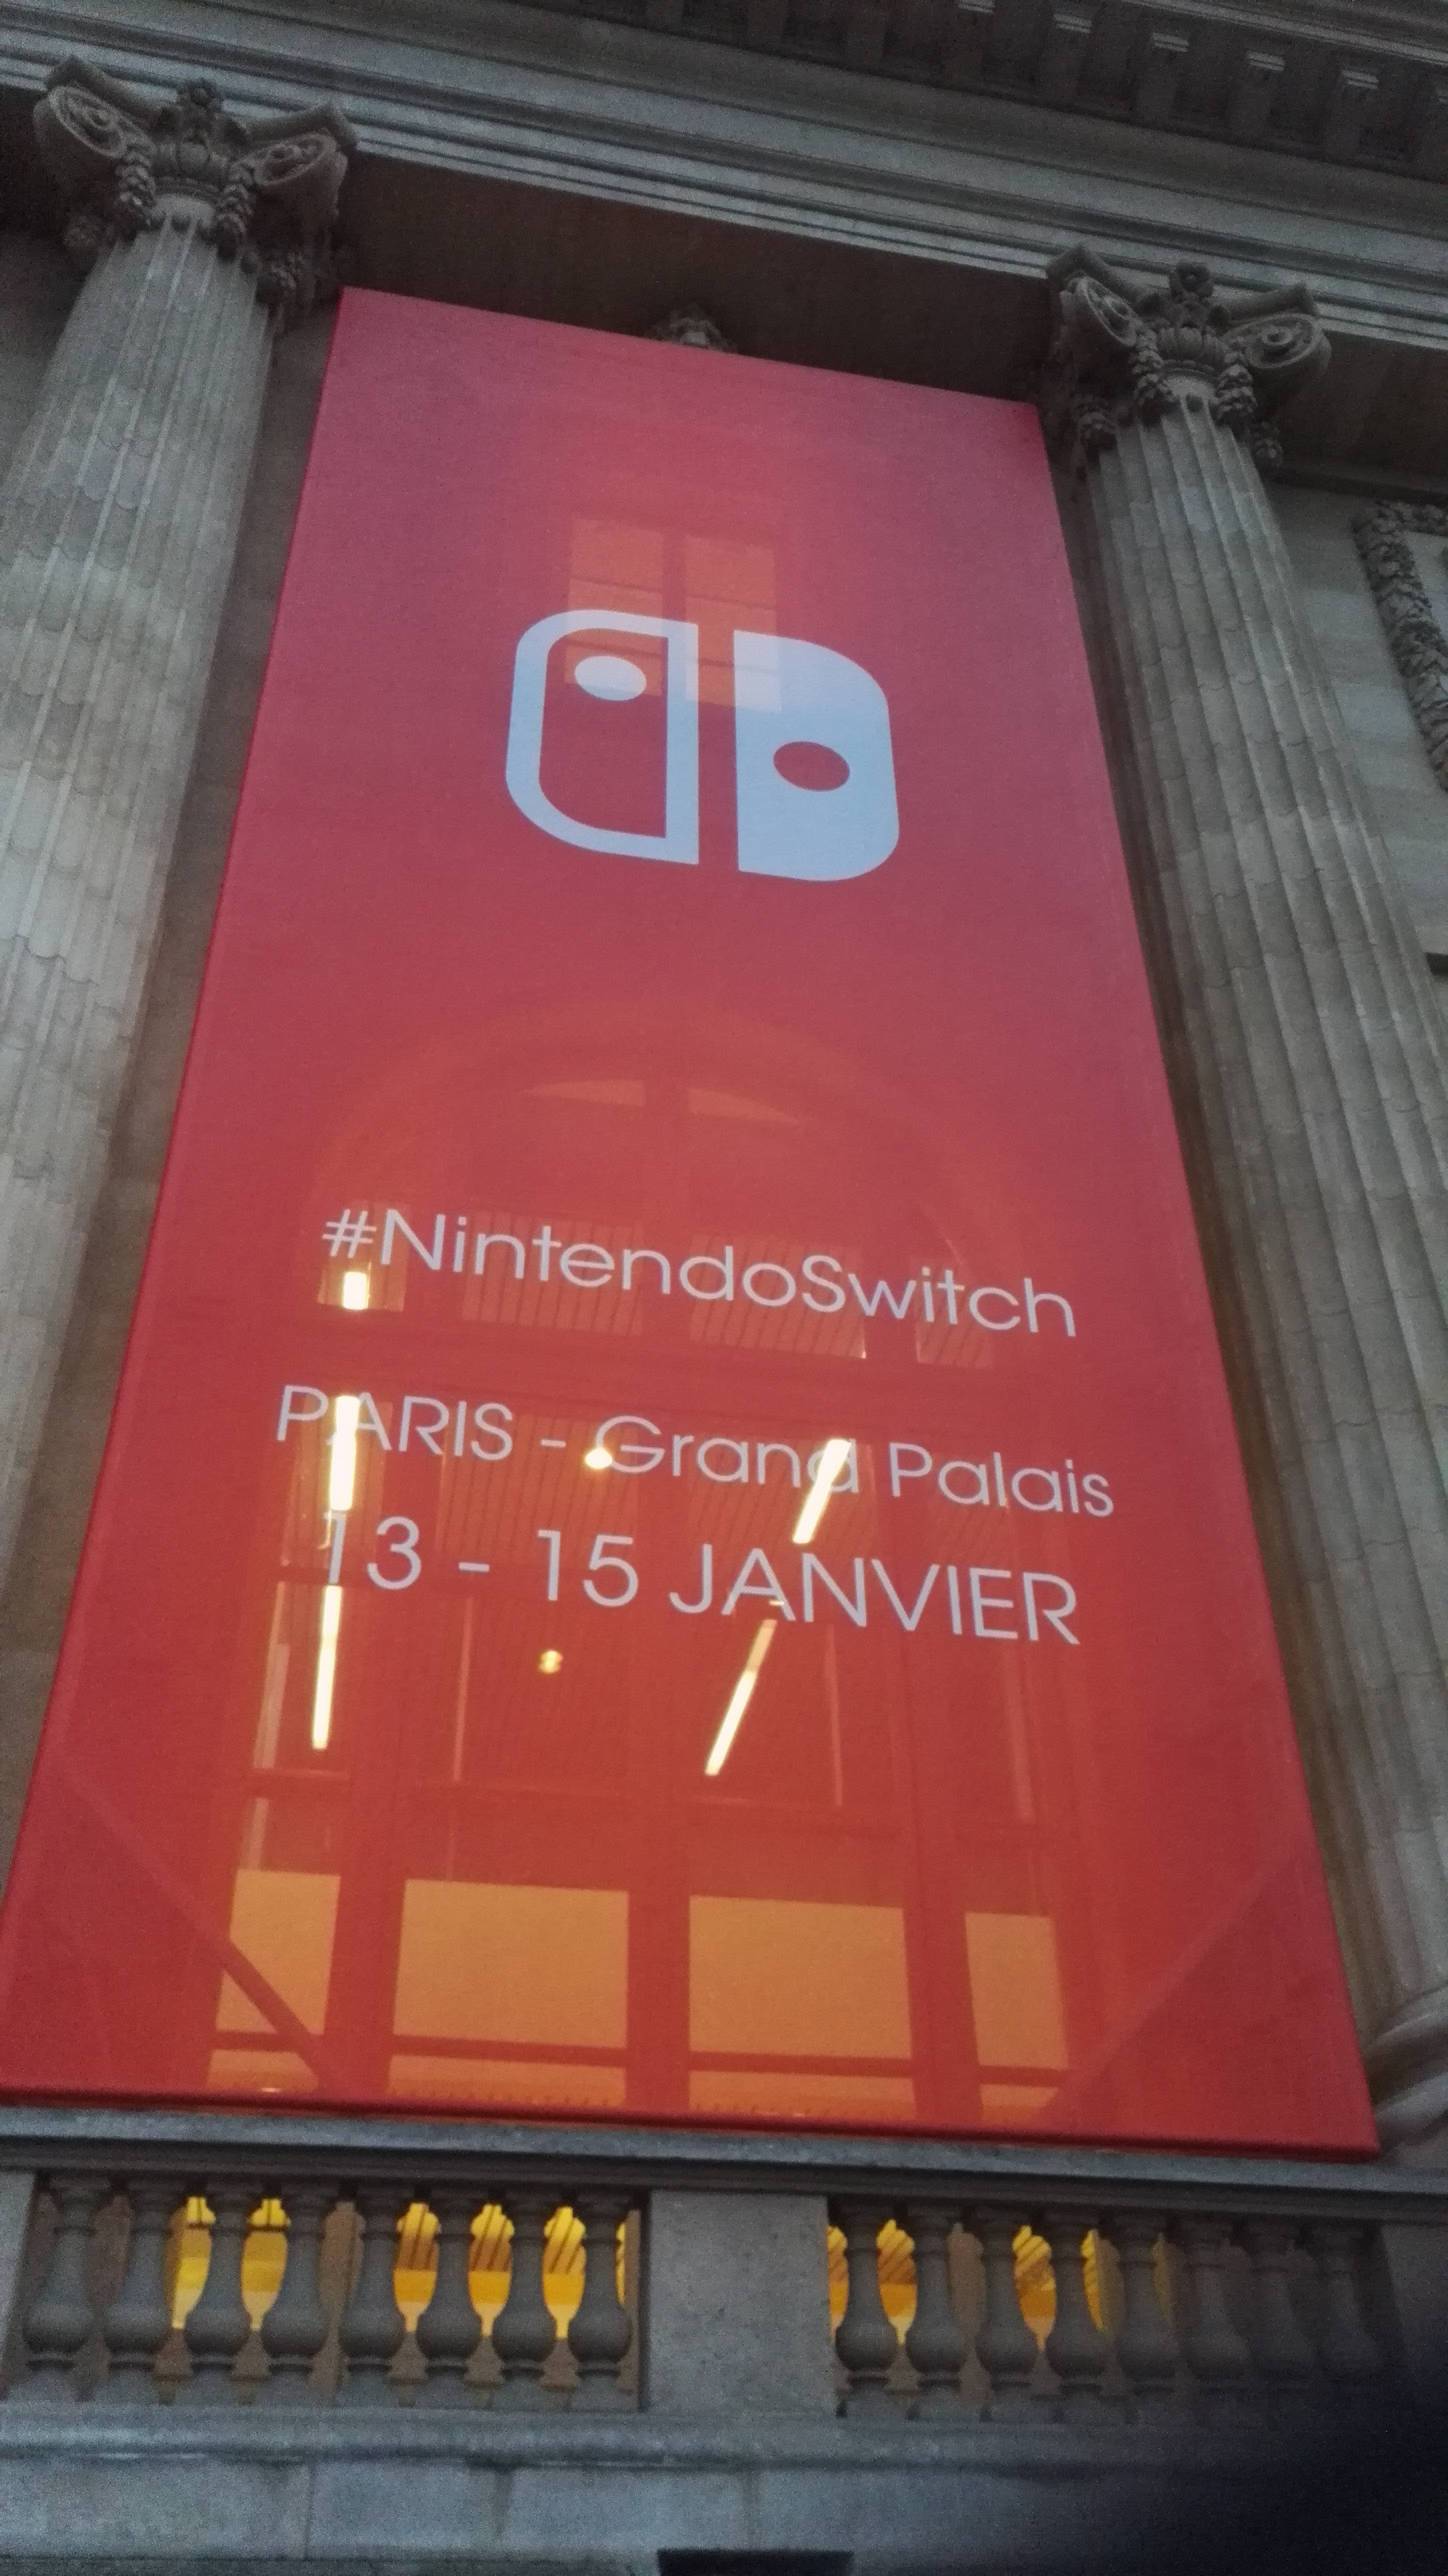 #NintendoSwitch
PARIS - Grand Palais
13 - 15 JANVIER